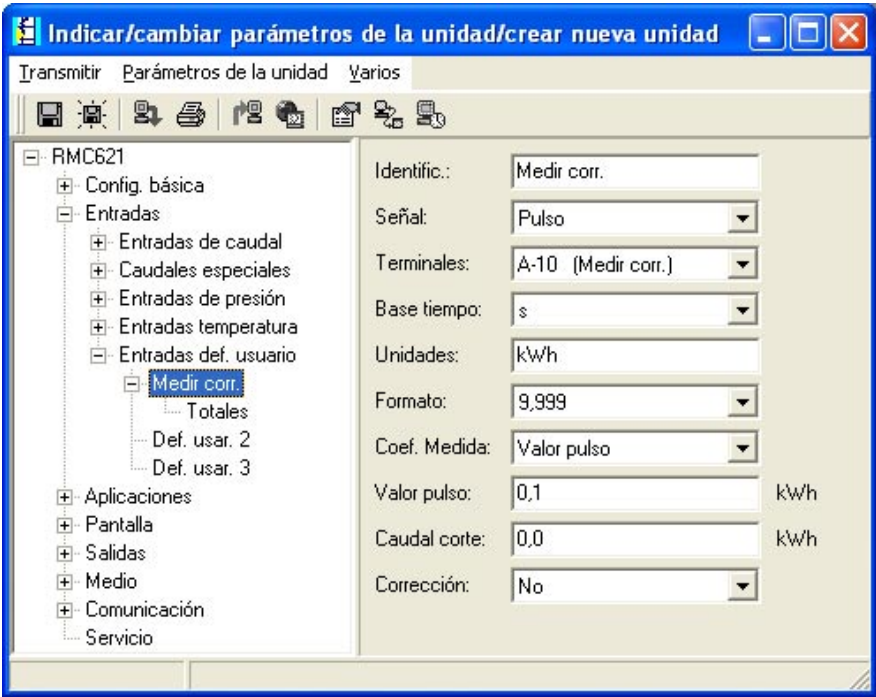 Indicar/cambiar parámetros de la unidad/crear nueva unidad
Transmitir Parámetros de la unidad Varios
RMC621
Config. básica
Entradas
Entradas de caudal
Caudales especiales
Entradas de presión
Entradas temperatura
Entradas def. usuario
Medir corr.
Totales
Def. usar. 2
Def. usar. 3
Aplicaciones
Pantalla
Salidas
Medio
Comunicación
Servicio
Identific.: Medir corr.
Señal: Pulso
Terminales: A-10 (Medir corr.)
Base tiempo: s
Unidades: kWh
Formato: 9,999
Coef. Medida: Valor pulso
Valor pulso: 0,1 kWh
Caudal corte: 0,0 kWh
Corrección: No